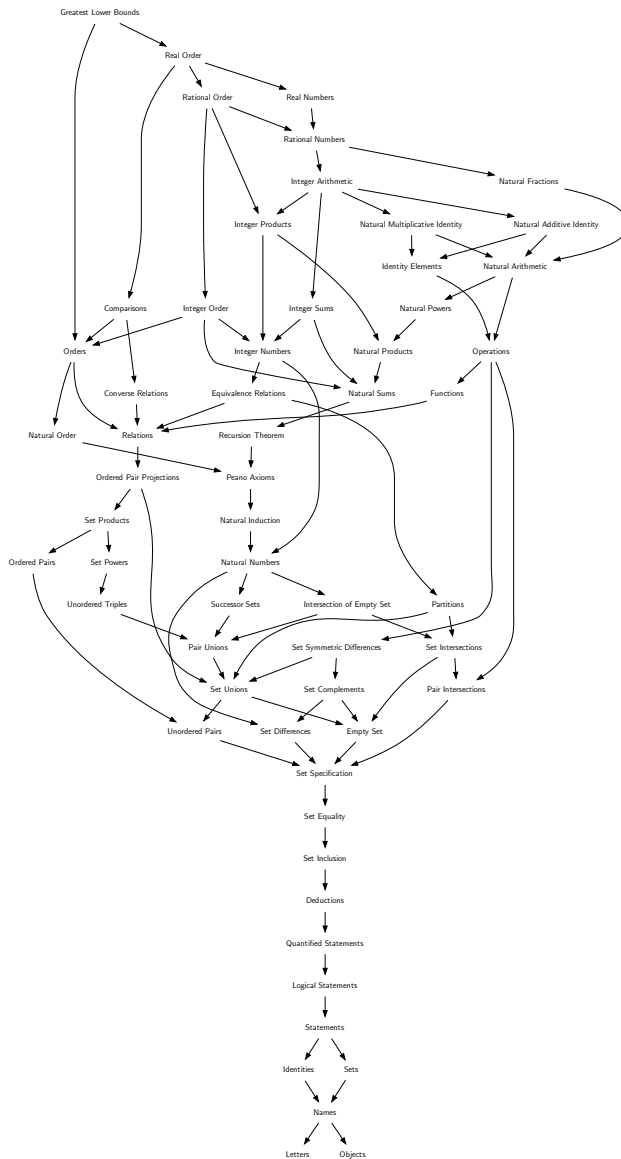 Greatest Lower Bounds
Real Order
Rational Order
Real Numbers
Rational Numbers
Integer Arithmetic
Natural Fractions
Integer Products
Natural Multiplicative Identity
Natural Additive Identity
Identity Elements
Natural Arithmetic
Comparisons
Integer Order
Integer Sums
Natural Powers
Orders
Integer Numbers
Natural Products
Operations
Converse Relations
Equivalence Relations
Natural Sums
Functions
Natural Order
Relations
Recursion Theorem
Ordered Pair Projections
Peano Axioms
Set Products
Natural Induction
Ordered Pairs
Set Powers
Natural Numbers
Unordered Triples
Successor Sets
Intersection of Empty Set
Partitions
Pair Unions
Set Symmetric Differences
Set Intersections
Set Unions
Set Complements
Pair Intersections
Unordered Pairs
Set Differences
Empty Set
Set Specification
Set Equality
Set Inclusion
Deductions
Quantified Statements
Logical Statements
Statements
Identities
Sets
Names
Letters
Objects